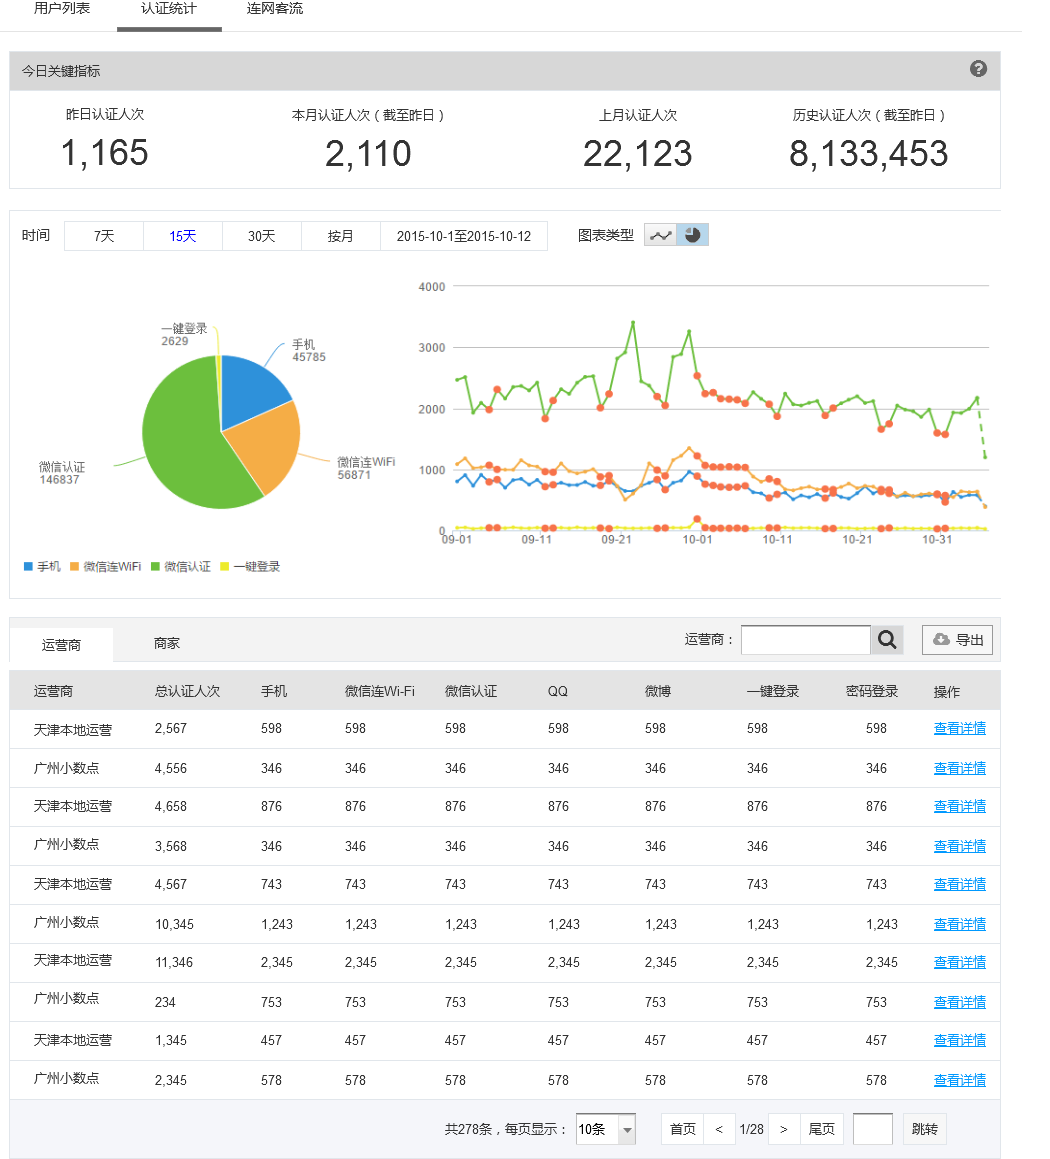 用户列表 认证统计 连网客流
今日关键指标 ?
昨日认证人次 本月认证人次（截至昨日） 上月认证人次 历史认证人次（截至昨日）
1,165 2,110 22,123 8,133,453
时间 7天 15天 30天 按月 2015-10-1至2015-10-12 图表类型
4000
3000
2000
1000
0
09-01 09-11 09-21 10-01 10-11 10-21 10-31
一键登录
2629
手机
45785
微信连WiFi
56871
微信认证
146837
手机 微信连WiFi 微信认证 一键登录
运营商 商家 运营商： 导出
运营商 总认证人次 手机 微信连Wi-Fi 微信认证 QQ 微博 一键登录 密码登录 操作
天津本地运营 2,567 598 598 598 598 598 598 598 查看详情
广州小数点 4,556 346 346 346 346 346 346 346 查看详情
天津本地运营 4,658 876 876 876 876 876 876 876 查看详情
广州小数点 3,568 346 346 346 346 346 346 346 查看详情
天津本地运营 4,567 743 743 743 743 743 743 743 查看详情
广州小数点 10,345 1,243 1,243 1,243 1,243 1,243 1,243 1,243 查看详情
天津本地运营 11,346 2,345 2,345 2,345 2,345 2,345 2,345 2,345 查看详情
广州小数点 234 753 753 753 753 753 753 753 查看详情
天津本地运营 1,345 457 457 457 457 457 457 457 查看详情
广州小数点 2,345 578 578 578 578 578 578 578 查看详情
共278条，每页显示： 10条 首页 < 1/28 > 尾页 跳转